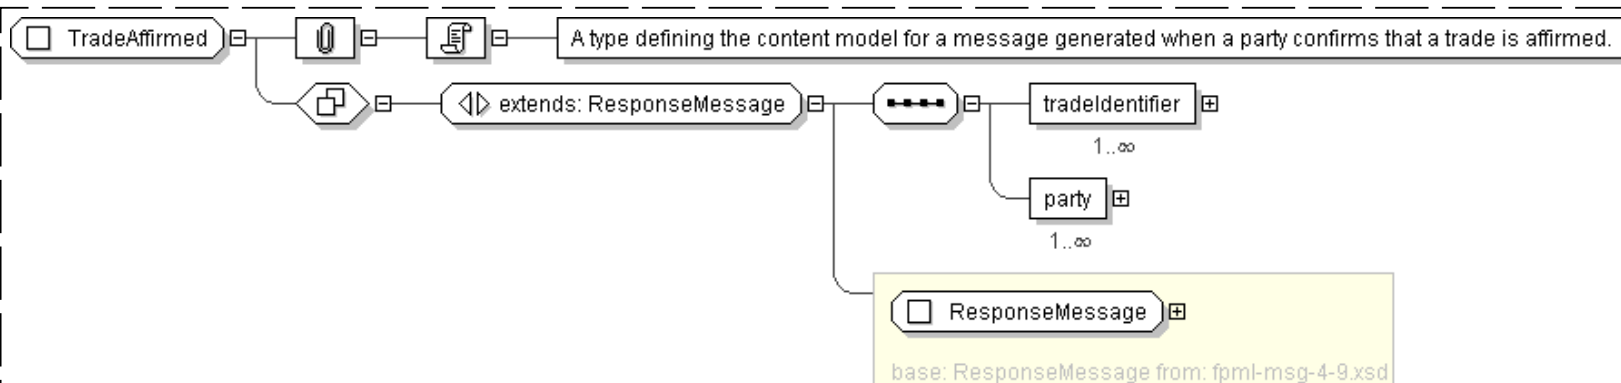 TradeAffirmed
A type defining the content model for a message generated when a party confirms that a trade is affirmed.
extends: ResponseMessage
tradeIdentifier
1..∞
party
1..∞
ResponseMessage
base: ResponseMessage from: fpml-msg-4-9.xsd